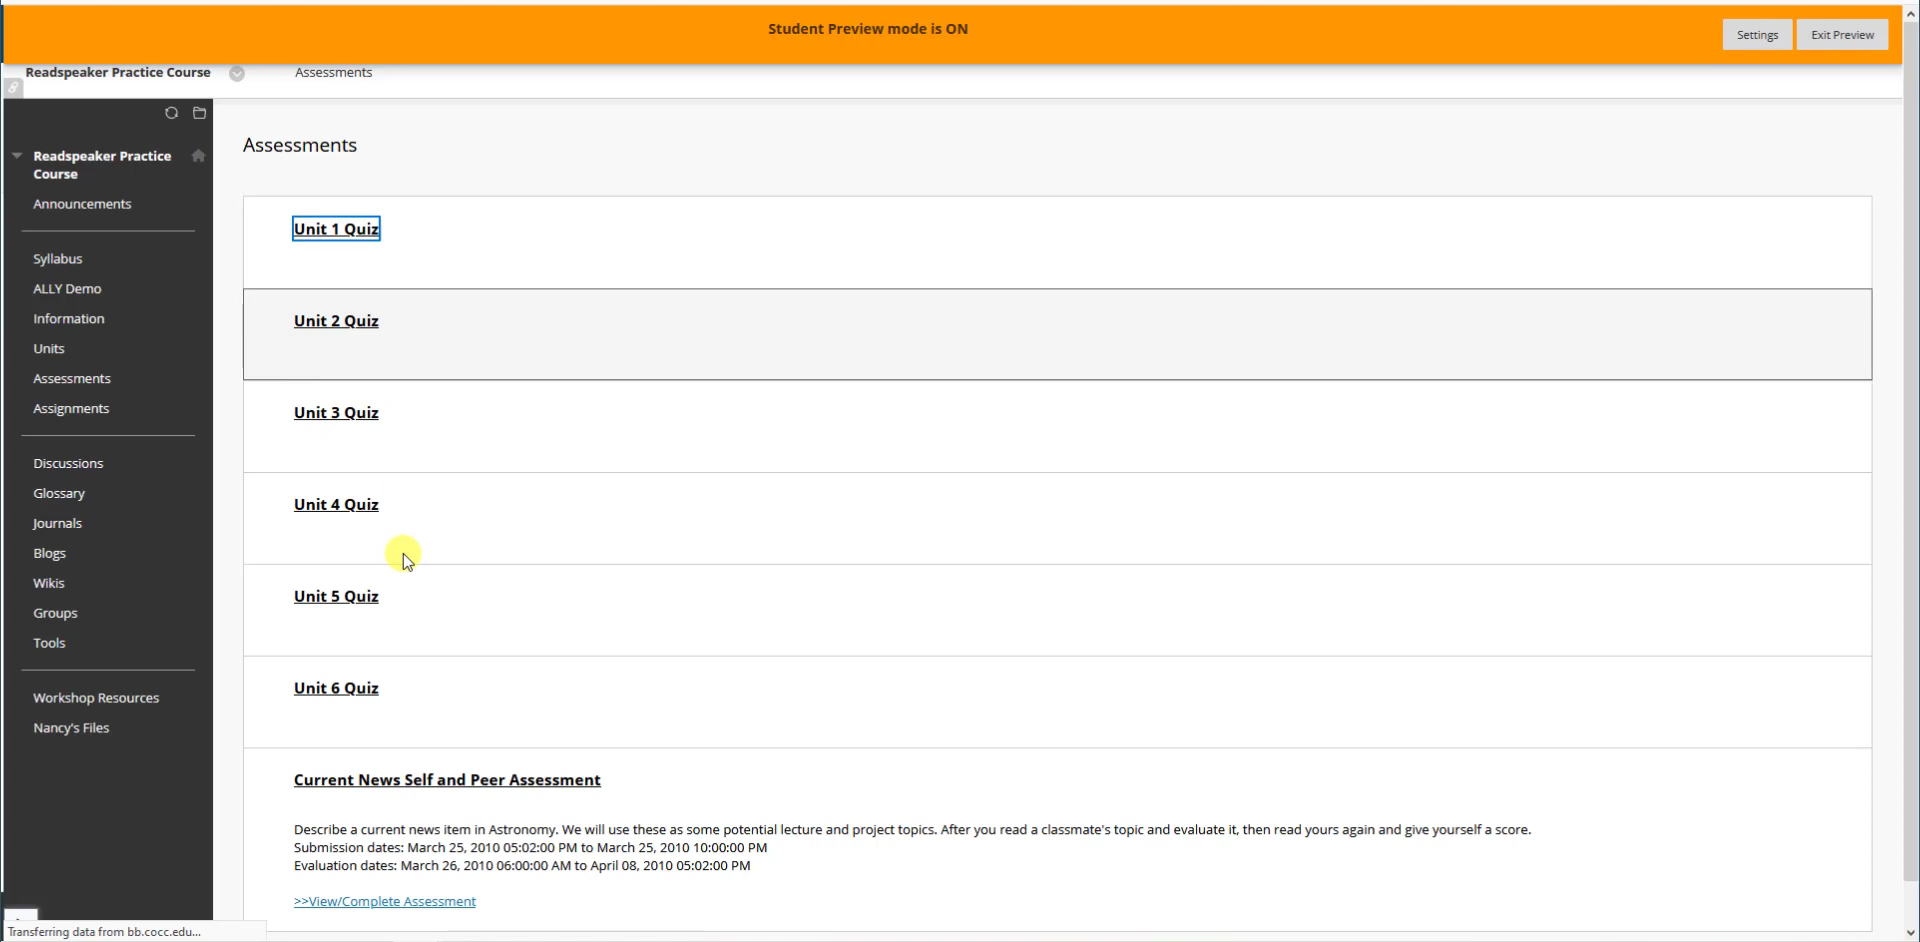 Student Preview mode is ON
Settings
Exit Preview
Readspeaker Practice Course
Assessments
Readspeaker Practice
Course
Announcements
Syllabus
ALLY Demo
Information
Units
Assessments
Assignments
Discussions
Glossary
Journals
Blogs
Wikis
Groups
Tools
Workshop Resources
Nancy's Files
Assessments
Unit 1 Quiz
Unit 2 Quiz
Unit 3 Quiz
Unit 4 Quiz
Unit 5 Quiz
Unit 6 Quiz
Current News Self and Peer Assessment
Describe a current news item in Astronomy. We will use these as some potential lecture and project topics. After you read a classmate's topic and evaluate it, then read yours again and give yourself a score.
Submission dates: March 25, 2010 05:02:00 PM to March 25, 2010 10:00:00 PM
Evaluation dates: March 26, 2010 06:00:00 AM to April 08, 2010 05:02:00 PM
>>View/Complete Assessment
Transferring data from bb.cocc.edu...